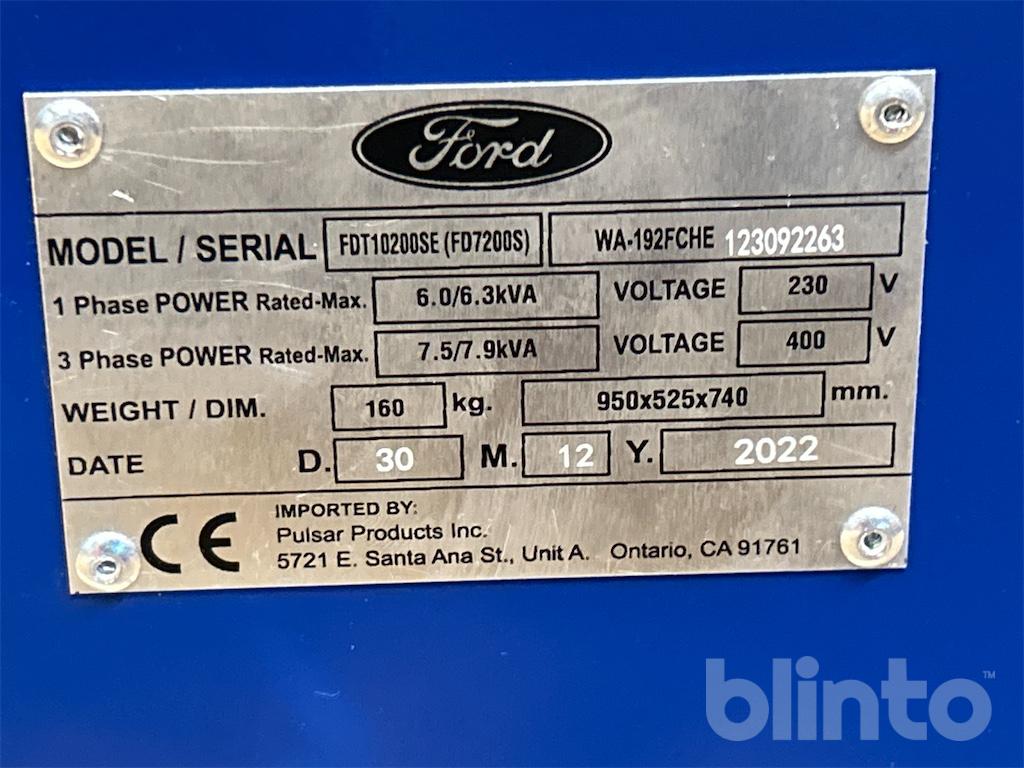 Ford
MODEL / SERIAL FDT10200SE (FD7200S) WA-192FCHE 123092263
1 Phase POWER Rated-Max. 6.0/6.3kVA VOLTAGE 230 V
3 Phase POWER Rated-Max. 7.5/7.9kVA VOLTAGE 400 V
WEIGHT / DIM. 160 kg. 950x525x740 mm.
DATE D. 30 M. 12 Y. 2022
CE IMPORTED BY:
Pulsar Products Inc.
5721 E. Santa Ana St., Unit A. Ontario, CA 91761
blinto™